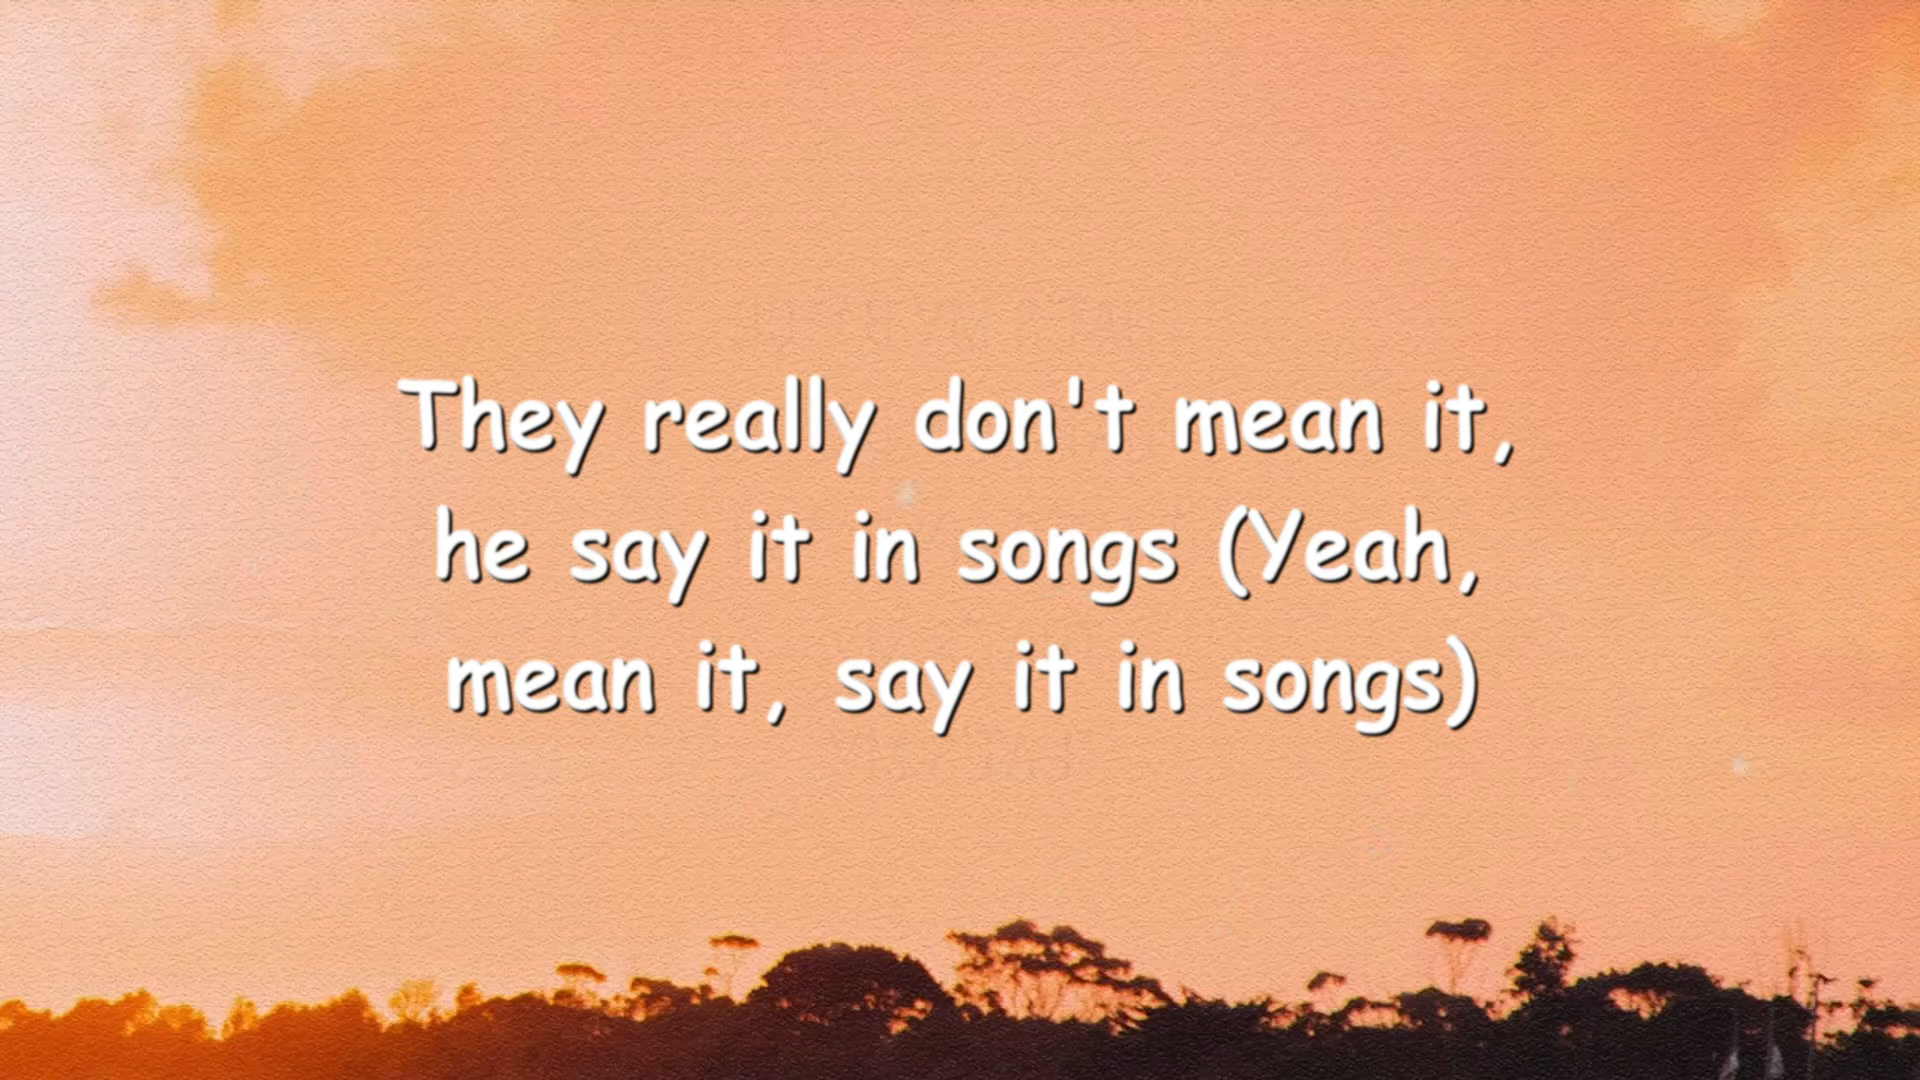 They really don't mean it,
he say it in songs (Yeah,
mean it, say it in songs)